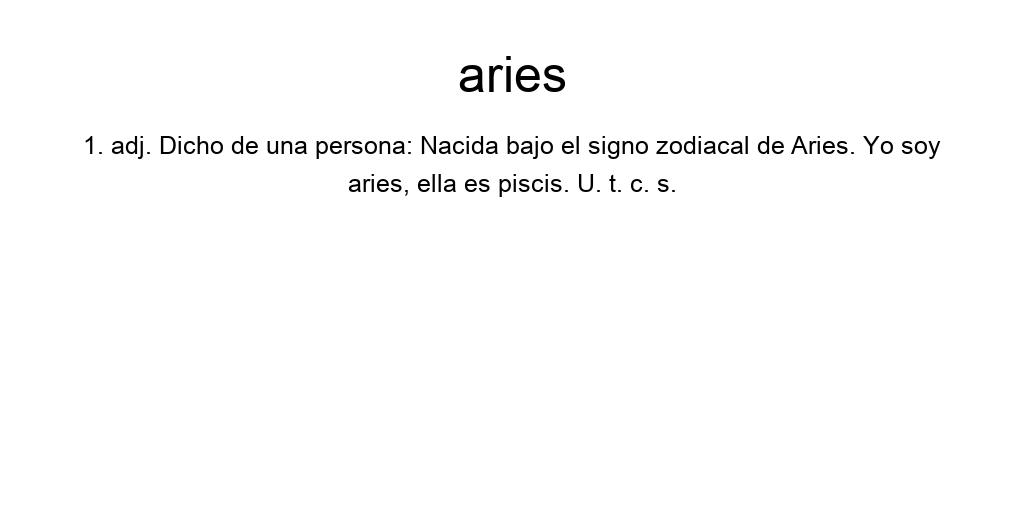 aries
1. adj. Dicho de una persona: Nacida bajo el signo zodiacal de Aries. Yo soy
aries, ella es piscis. U. t. c. s.